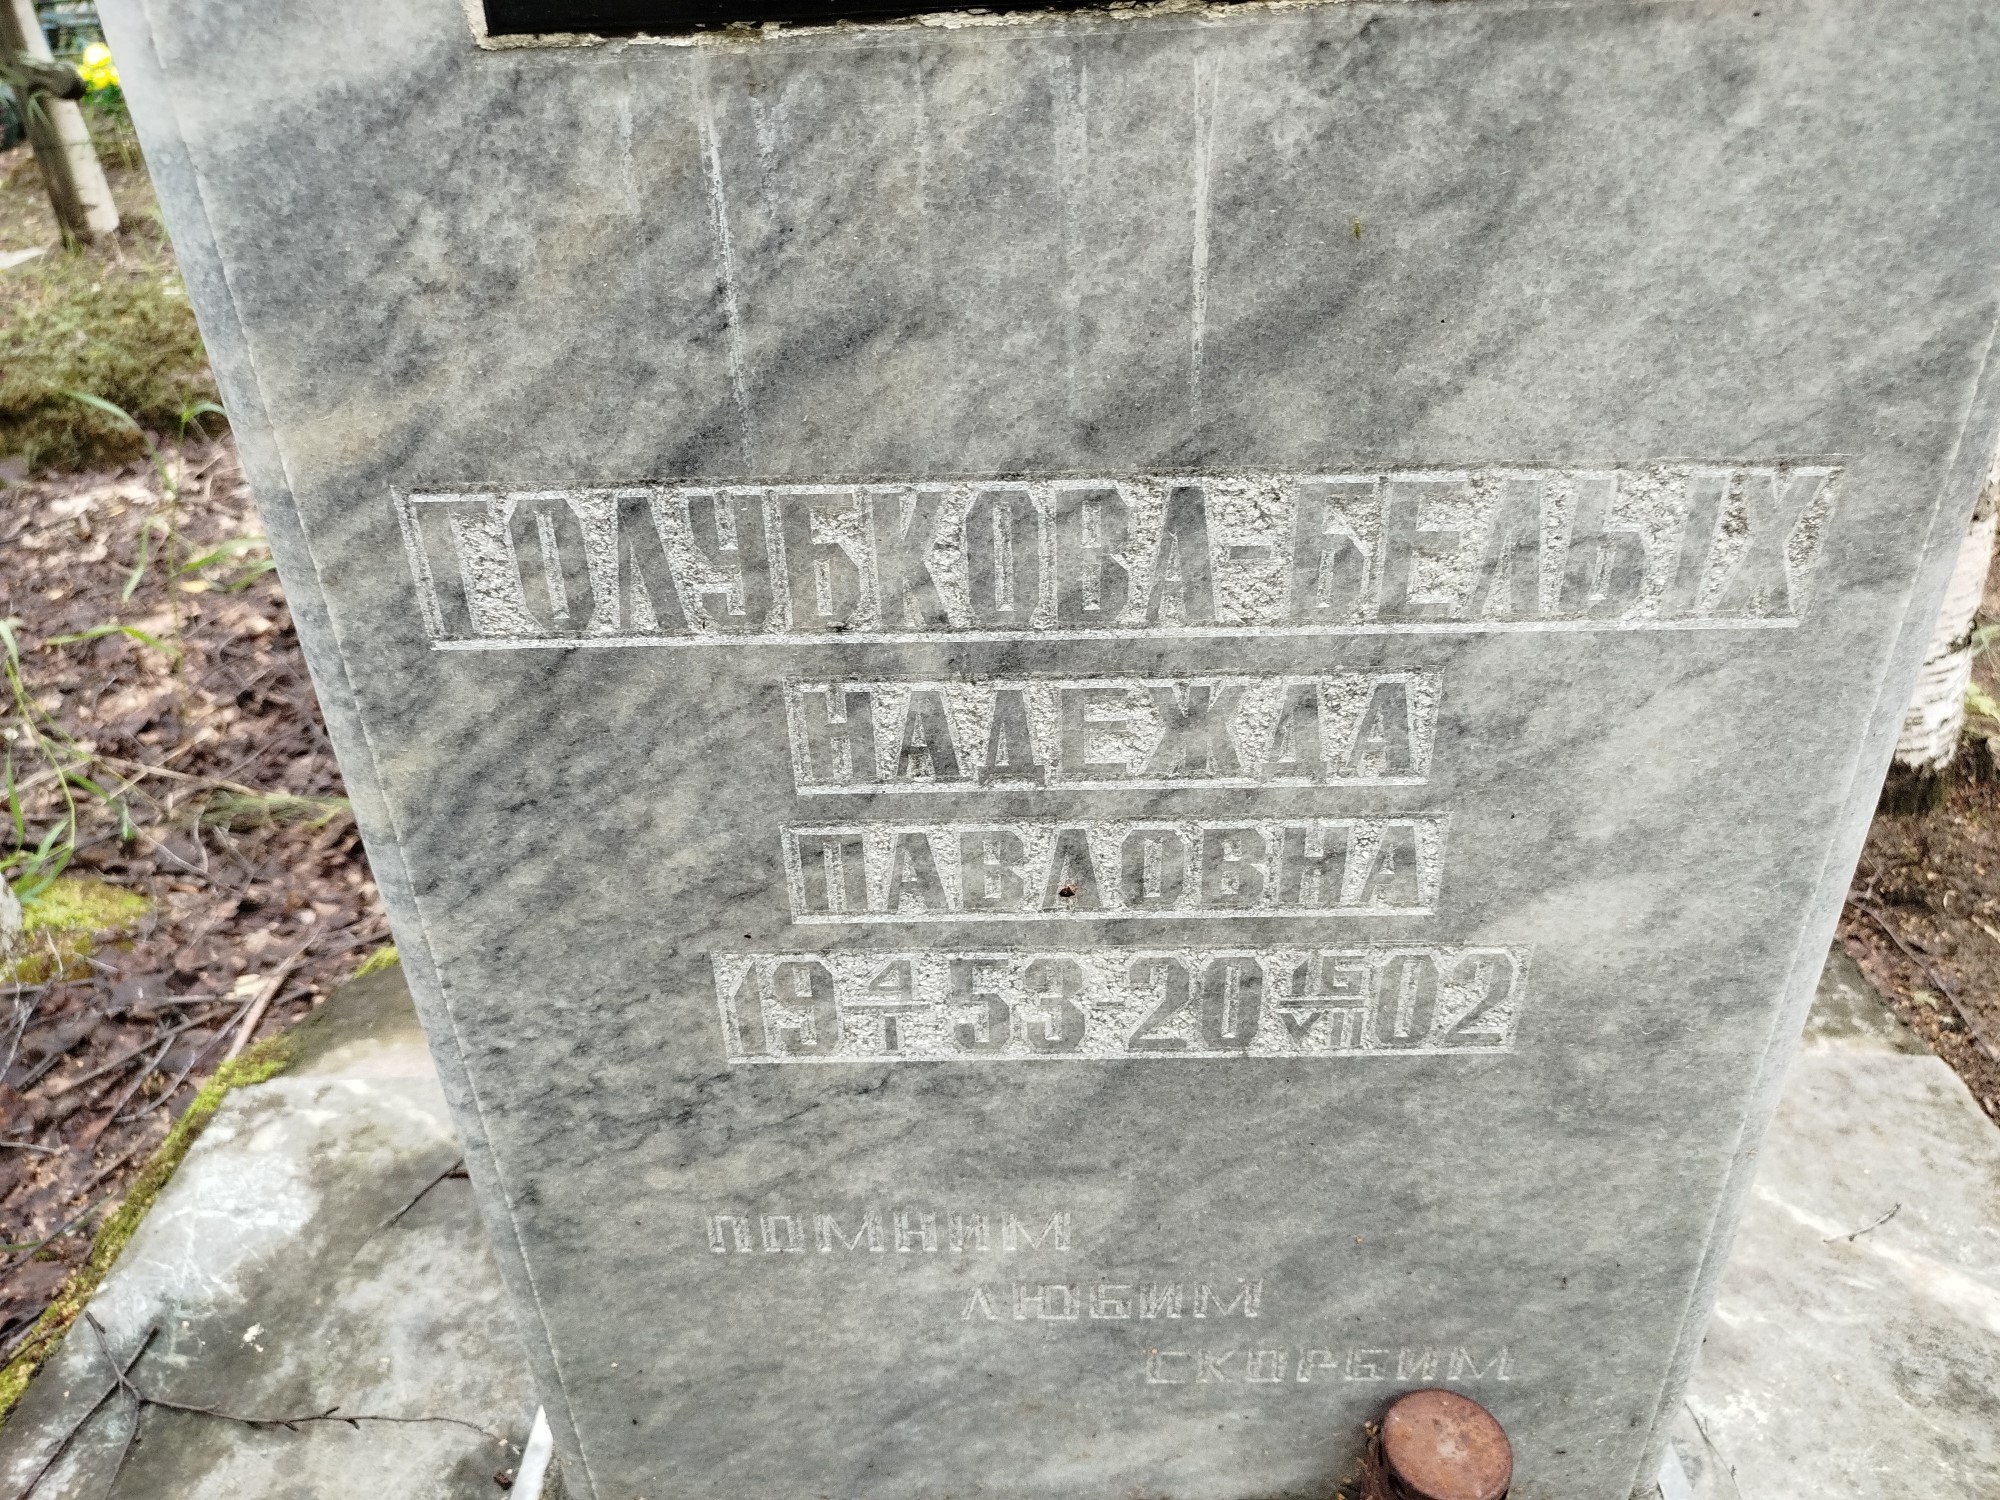 ГОЛУБКОВА-БЕЛЫХ
НАДЕЖДА
ПАВЛОВНА
19 4/I 53-20 15/VII 02
ПОМНИМ
ЛЮБИМ
СКОРБИМ